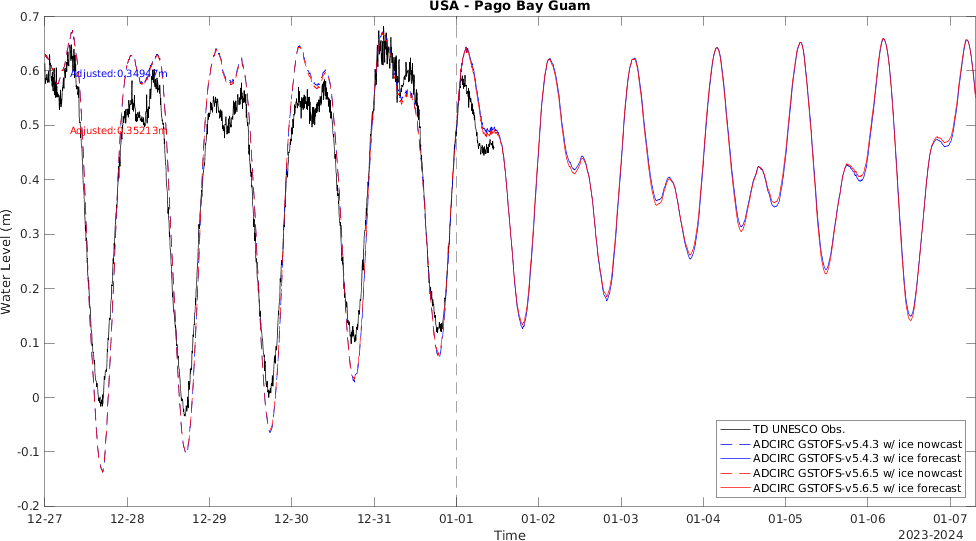 USA - Pago Bay Guam
0.7
0.6
0.5
0.4
0.3
0.2
0.1
0
-0.1
-0.2
Water Level (m)
Adjusted:0.35213m
TD UNESCO Obs.
ADCIRC GSTOFS-v5.4.3 w/ ice nowcast
ADCIRC GSTOFS-v5.4.3 w/ ice forecast
ADCIRC GSTOFS-v5.6.5 w/ ice nowcast
ADCIRC GSTOFS-v5.6.5 w/ ice forecast
12-27 12-28 12-29 12-30 12-31 01-01 01-02 01-03 01-04 01-05 01-06 01-07
Time
2023-2024